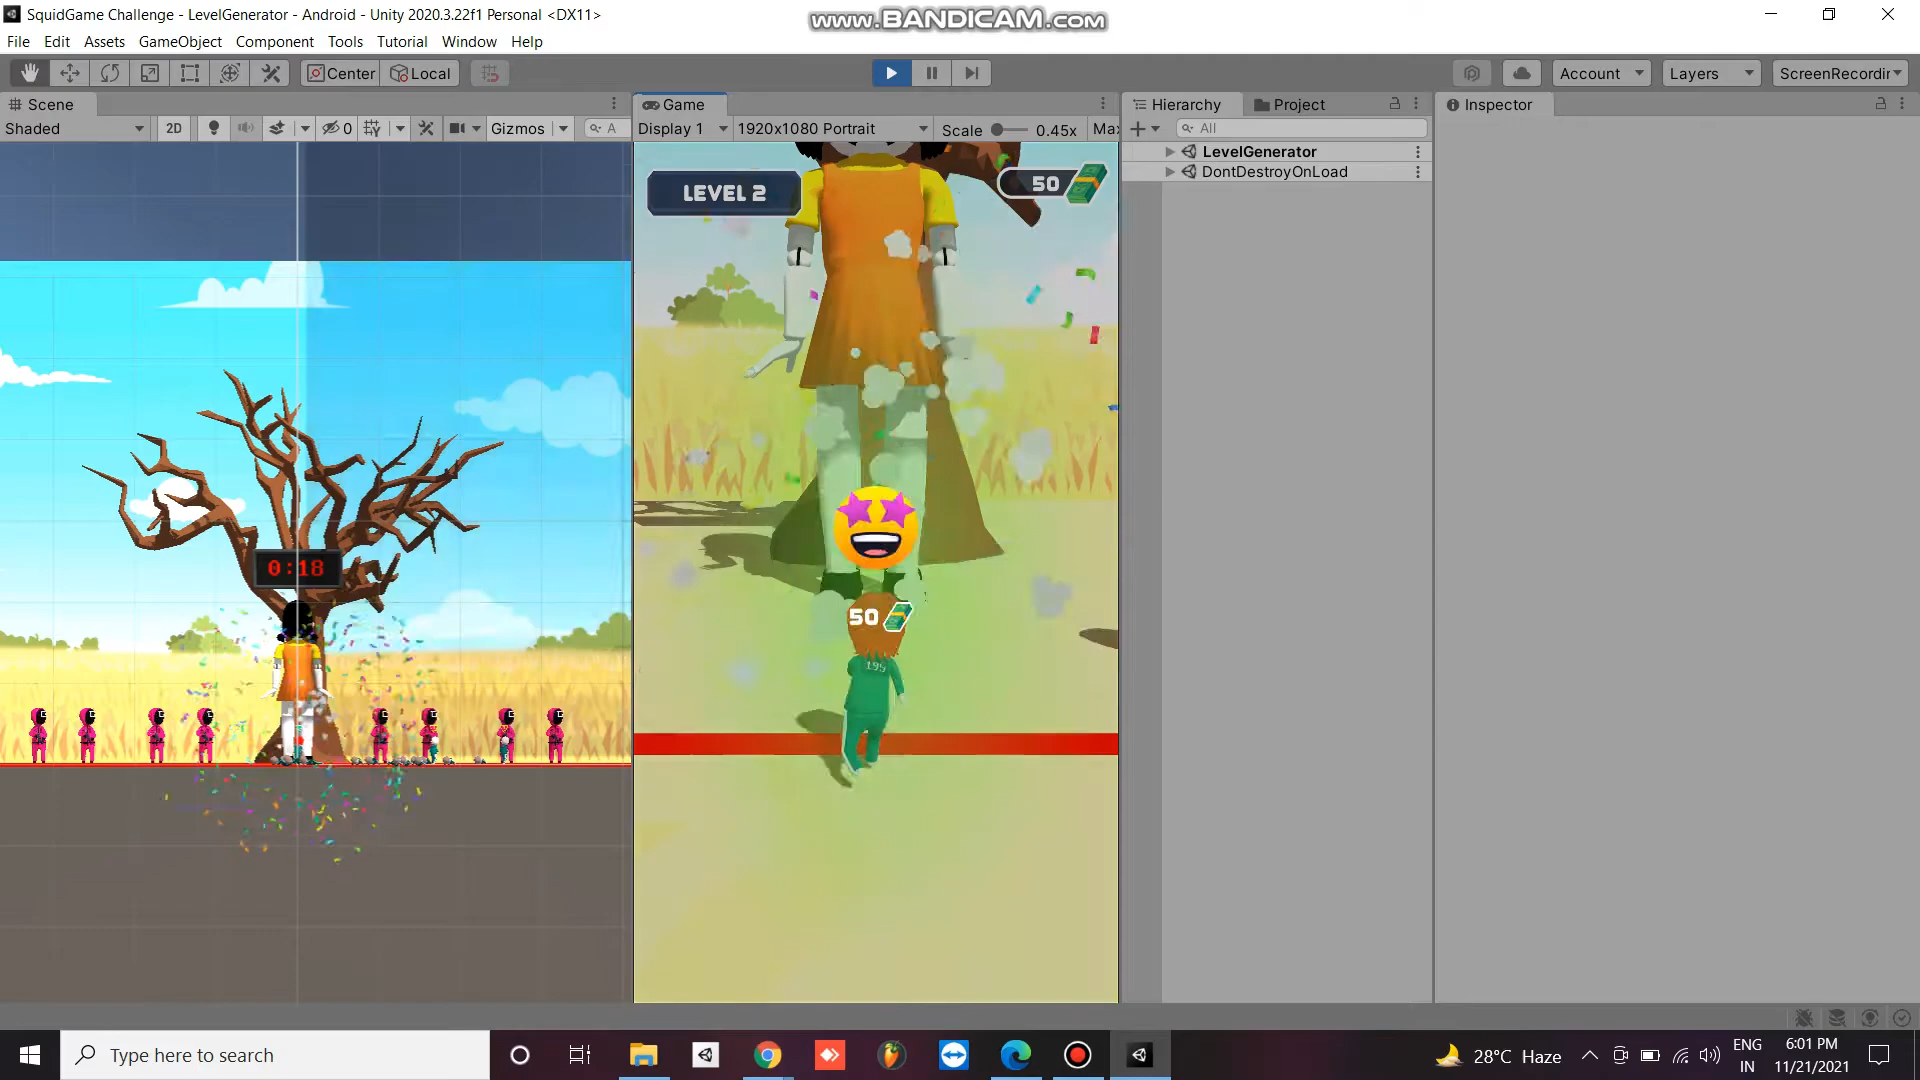 SquidGame Challenge - LevelGenerator - Android - Unity 2020.3.22f1 Personal <DX11>
www.BANDICAM.com
File Edit Assets GameObject Component Tools Tutorial Window Help
Center Local
Account Layers ScreenRecordir
Scene
Game
Hierarchy
Project
Inspector
Shaded 2D 0 Gizmos A
Display 1 1920x1080 Portrait Scale 0.45x Max
All
LevelGenerator
DontDestroyOnLoad
LEVEL 2
50
0:18
50
199
Type here to search
28°C Haze
ENG
IN
6:01 PM
11/21/2021